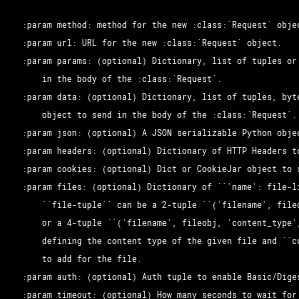 :param method: method for the new :class:`Request` objec
:param url: URL for the new :class:`Request` object.
:param params: (optional) Dictionary, list of tuples or
in the body of the :class:`Request`.
:param data: (optional) Dictionary, list of tuples, byte
object to send in the body of the :class:`Request`.
:param json: (optional) A JSON serializable Python objec
:param headers: (optional) Dictionary of HTTP Headers to
:param cookies: (optional) Dict or CookieJar object to s
:param files: (optional) Dictionary of ``'name': file-li
``file-tuple`` can be a 2-tuple ``('filename', fileo
or a 4-tuple ``('filename', fileobj, 'content_type',
defining the content type of the given file and ``cu
to add for the file.
:param auth: (optional) Auth tuple to enable Basic/Diges
:param timeout: (optional) How many seconds to wait for